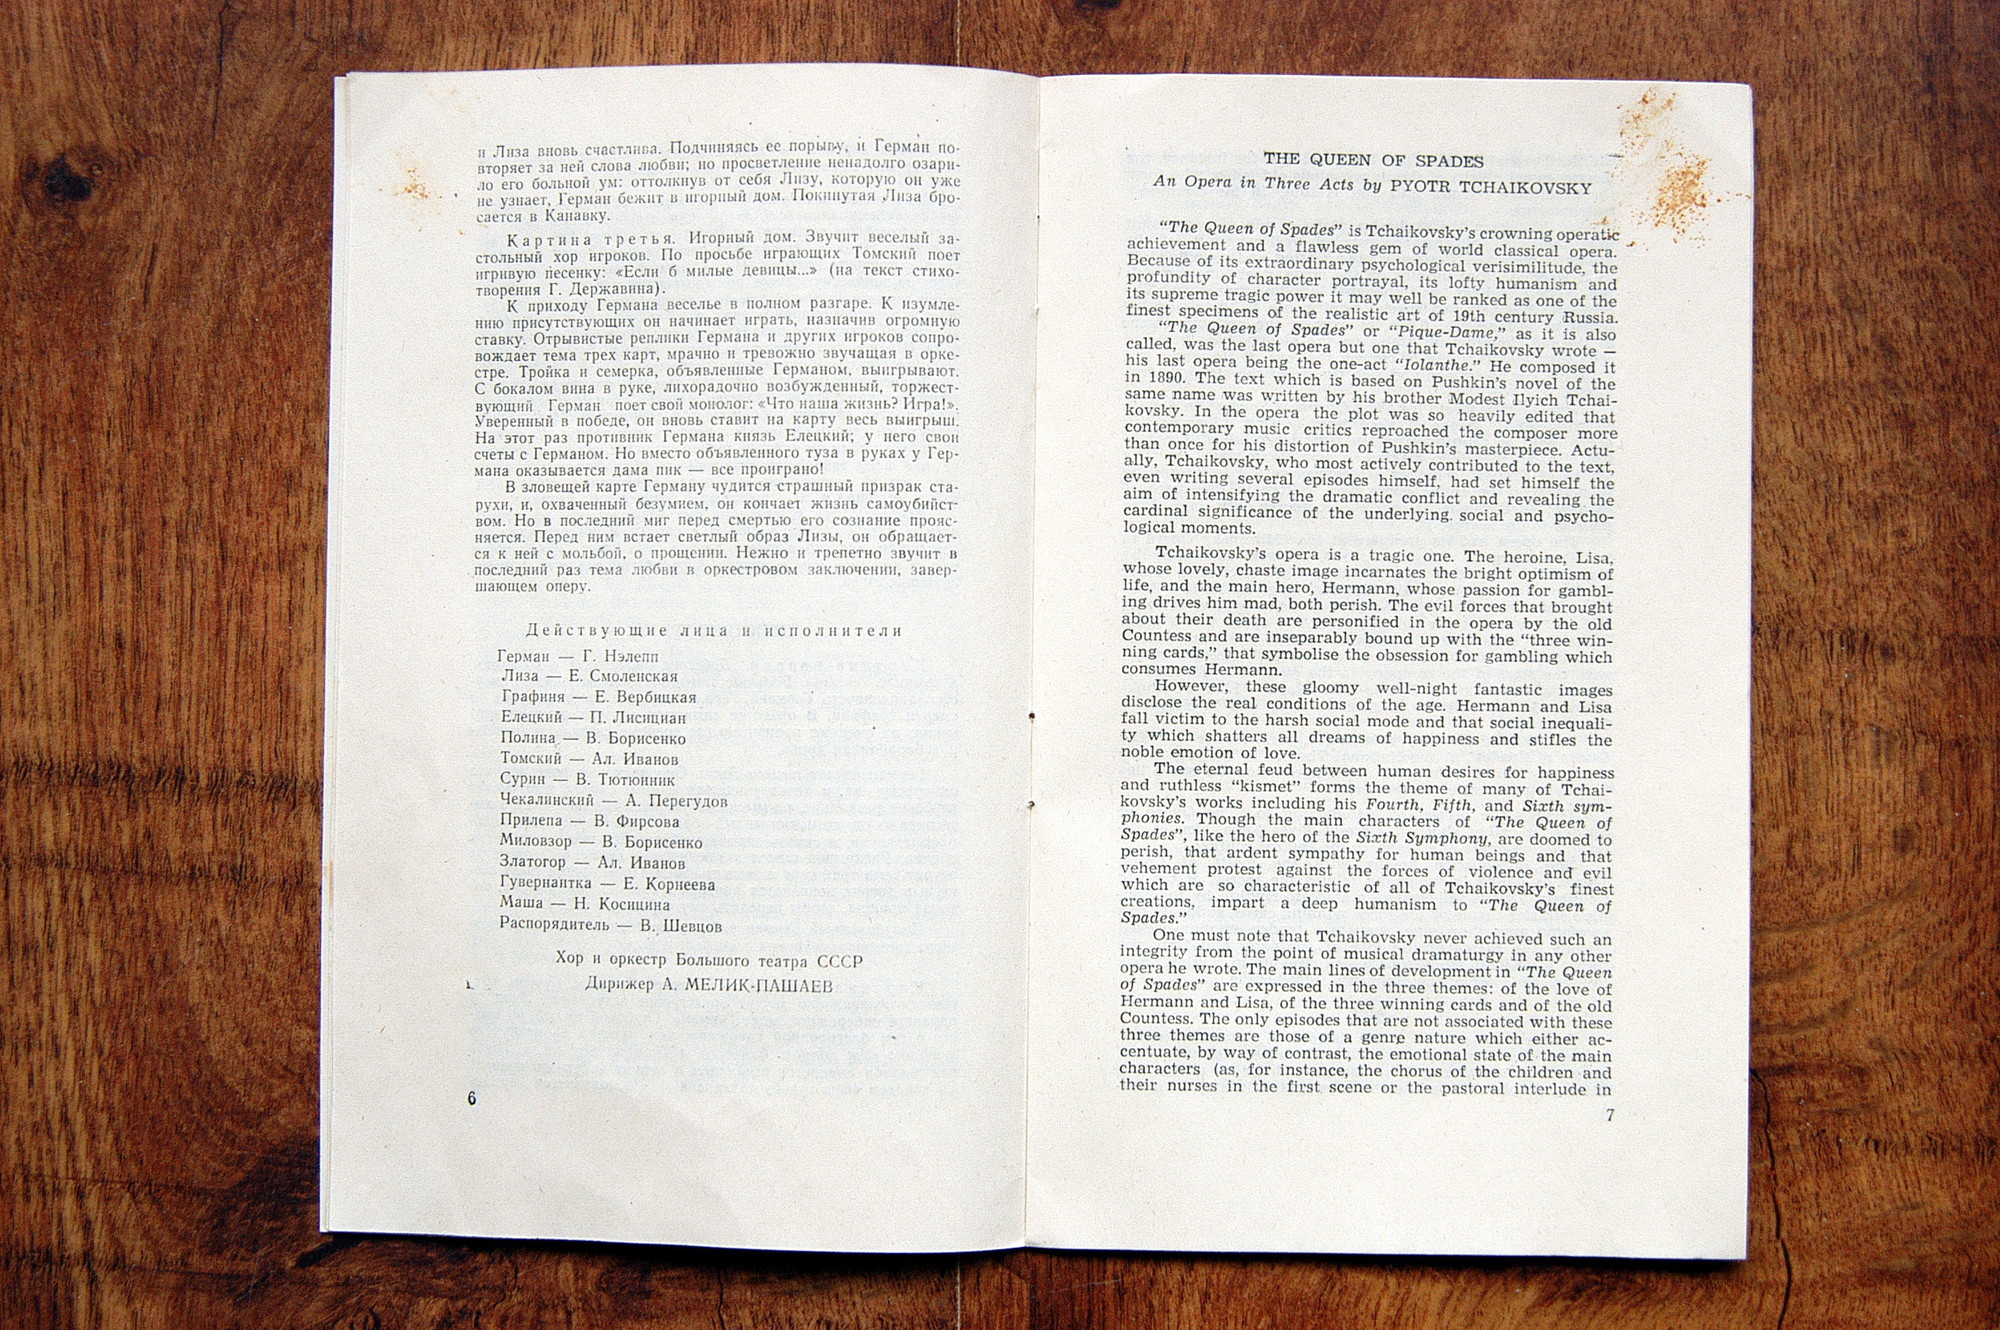 и Лиза вновь счастлива. Подчиняясь ее порыву, и Герман по-
вторяет за ней слова любви; но просветление ненадолго озари-
ло его больной ум: оттолкнув от себя Лизу, которую он уже
не узнает, Герман бежит в игорный дом. Покинутая Лиза бро-
сается в Канавку.
Картина третья. Игорный дом. Звучит веселый за-
стольный хор игроков. По просьбе играющих Томский поет
игривую песенку: «Если б милые девицы...» (на текст стихо-
творения Г. Державина).
К приходу Германа веселье в полном разгаре. К изумле-
нию присутствующих он начинает играть, назначив огромную
ставку. Отрывистые реплики Германа и других игроков сопро-
вождает тема трех карт, мрачно и тревожно звучащая в орке-
стре. Тройка и семерка, объявленные Германом, выигрывают.
С бокалом вина в руке, лихорадочно возбужденный, торжест-
вующий Герман поет свой монолог: «Что наша жизнь? Игра!».
Уверенный в победе, он вновь ставит на карту весь выигрыш.
На этот раз противник Германа князь Елецкий; у него свои
счеты с Германом. Но вместо объявленного туза в руках у Гер-
мана оказывается дама пик — все проиграно!
В зловещей карте Герману чудится страшный призрак ста-
рухи, и, охваченный безумием, он кончает жизнь самоубийст-
вом. Но в последний миг перед смертью его сознание прояс-
няется. Перед ним встает светлый образ Лизы, он обращает-
ся к ней с мольбой, о прощении. Нежно и трепетно звучит в
последний раз тема любви в оркестровом заключении, завер-
шающем оперу.
Действующие лица и исполнители
Герман — Г. Нэлепп
Лиза — Е. Смоленская
Графиня — Е. Вербицкая
Елецкий — П. Лисициан
Полина — В. Борисенко
Томский — Ал. Иванов
Сурин — В. Тютюнник
Чекалинский — А. Перегудов
Прилепа — В. Фирсова
Миловзор — В. Борисенко
Златогор — Ал. Иванов
Гувернантка — Е. Корнеева
Маша — Н. Косицина
Распорядитель — В. Шевцов
Хор и оркестр Большого театра СССР
Дирижер А. МЕЛИК-ПАШАЕВ
6
THE QUEEN OF SPADES
An Opera in Three Acts by PYOTR TCHAIKOVSKY
“The Queen of Spades” is Tchaikovsky's crowning operatic
achievement and a flawless gem of world classical opera.
Because of its extraordinary psychological verisimilitude, the
profundity of character portrayal, its lofty humanism and
its supreme tragic power it may well be ranked as one of the
finest specimens of the realistic art of 19th century Russia.
“The Queen of Spades” or “Pique-Dame,” as it is also
called, was the last opera but one that Tchaikovsky wrote —
his last opera being the one-act “Iolanthe.” He composed it
in 1890. The text which is based on Pushkin's novel of the
same name was written by his brother Modest Ilyich Tchai-
kovsky. In the opera the plot was so heavily edited that
contemporary music critics reproached the composer more
than once for his distortion of Pushkin's masterpiece. Actu-
ally, Tchaikovsky, who most actively contributed to the text,
even writing several episodes himself, had set himself the
aim of intensifying the dramatic conflict and revealing the
cardinal significance of the underlying. social and psycho-
logical moments.
Tchaikovsky's opera is a tragic one. The heroine, Lisa,
whose lovely, chaste image incarnates the bright optimism of
life, and the main hero, Hermann, whose passion for gambl-
ing drives him mad, both perish. The evil forces that brought
about their death are personified in the opera by the old
Countess and are inseparably bound up with the “three win-
ning cards,” that symbolise the obsession for gambling which
consumes Hermann.
However, these gloomy well-night fantastic images
disclose the real conditions of the age. Hermann and Lisa
fall victim to the harsh social mode and that social inequali-
ty which shatters all dreams of happiness and stifles the
noble emotion of love.
The eternal feud between human desires for happiness
and ruthless “kismet” forms the theme of many of Tchai-
kovsky's works including his Fourth, Fifth, and Sixth sym-
phonies. Though the main characters of “The Queen of
Spades”, like the hero of the Sixth Symphony, are doomed to
perish, that ardent sympathy for human beings and that
vehement protest against the forces of violence and evil
which are so characteristic of all of Tchaikovsky's finest
creations, impart a deep humanism to “The Queen of
Spades.”
One must note that Tchaikovsky never achieved such an
integrity from the point of musical dramaturgy in any other
opera he wrote. The main lines of development in “The Queen
of Spades” are expressed in the three themes: of the love of
Hermann and Lisa, of the three winning cards and of the old
Countess. The only episodes that are not associated with these
three themes are those of a genre nature which either ac-
centuate, by way of contrast, the emotional state of the main
characters (as, for instance, the chorus of the children and
their nurses in the first scene or the pastoral interlude in
7